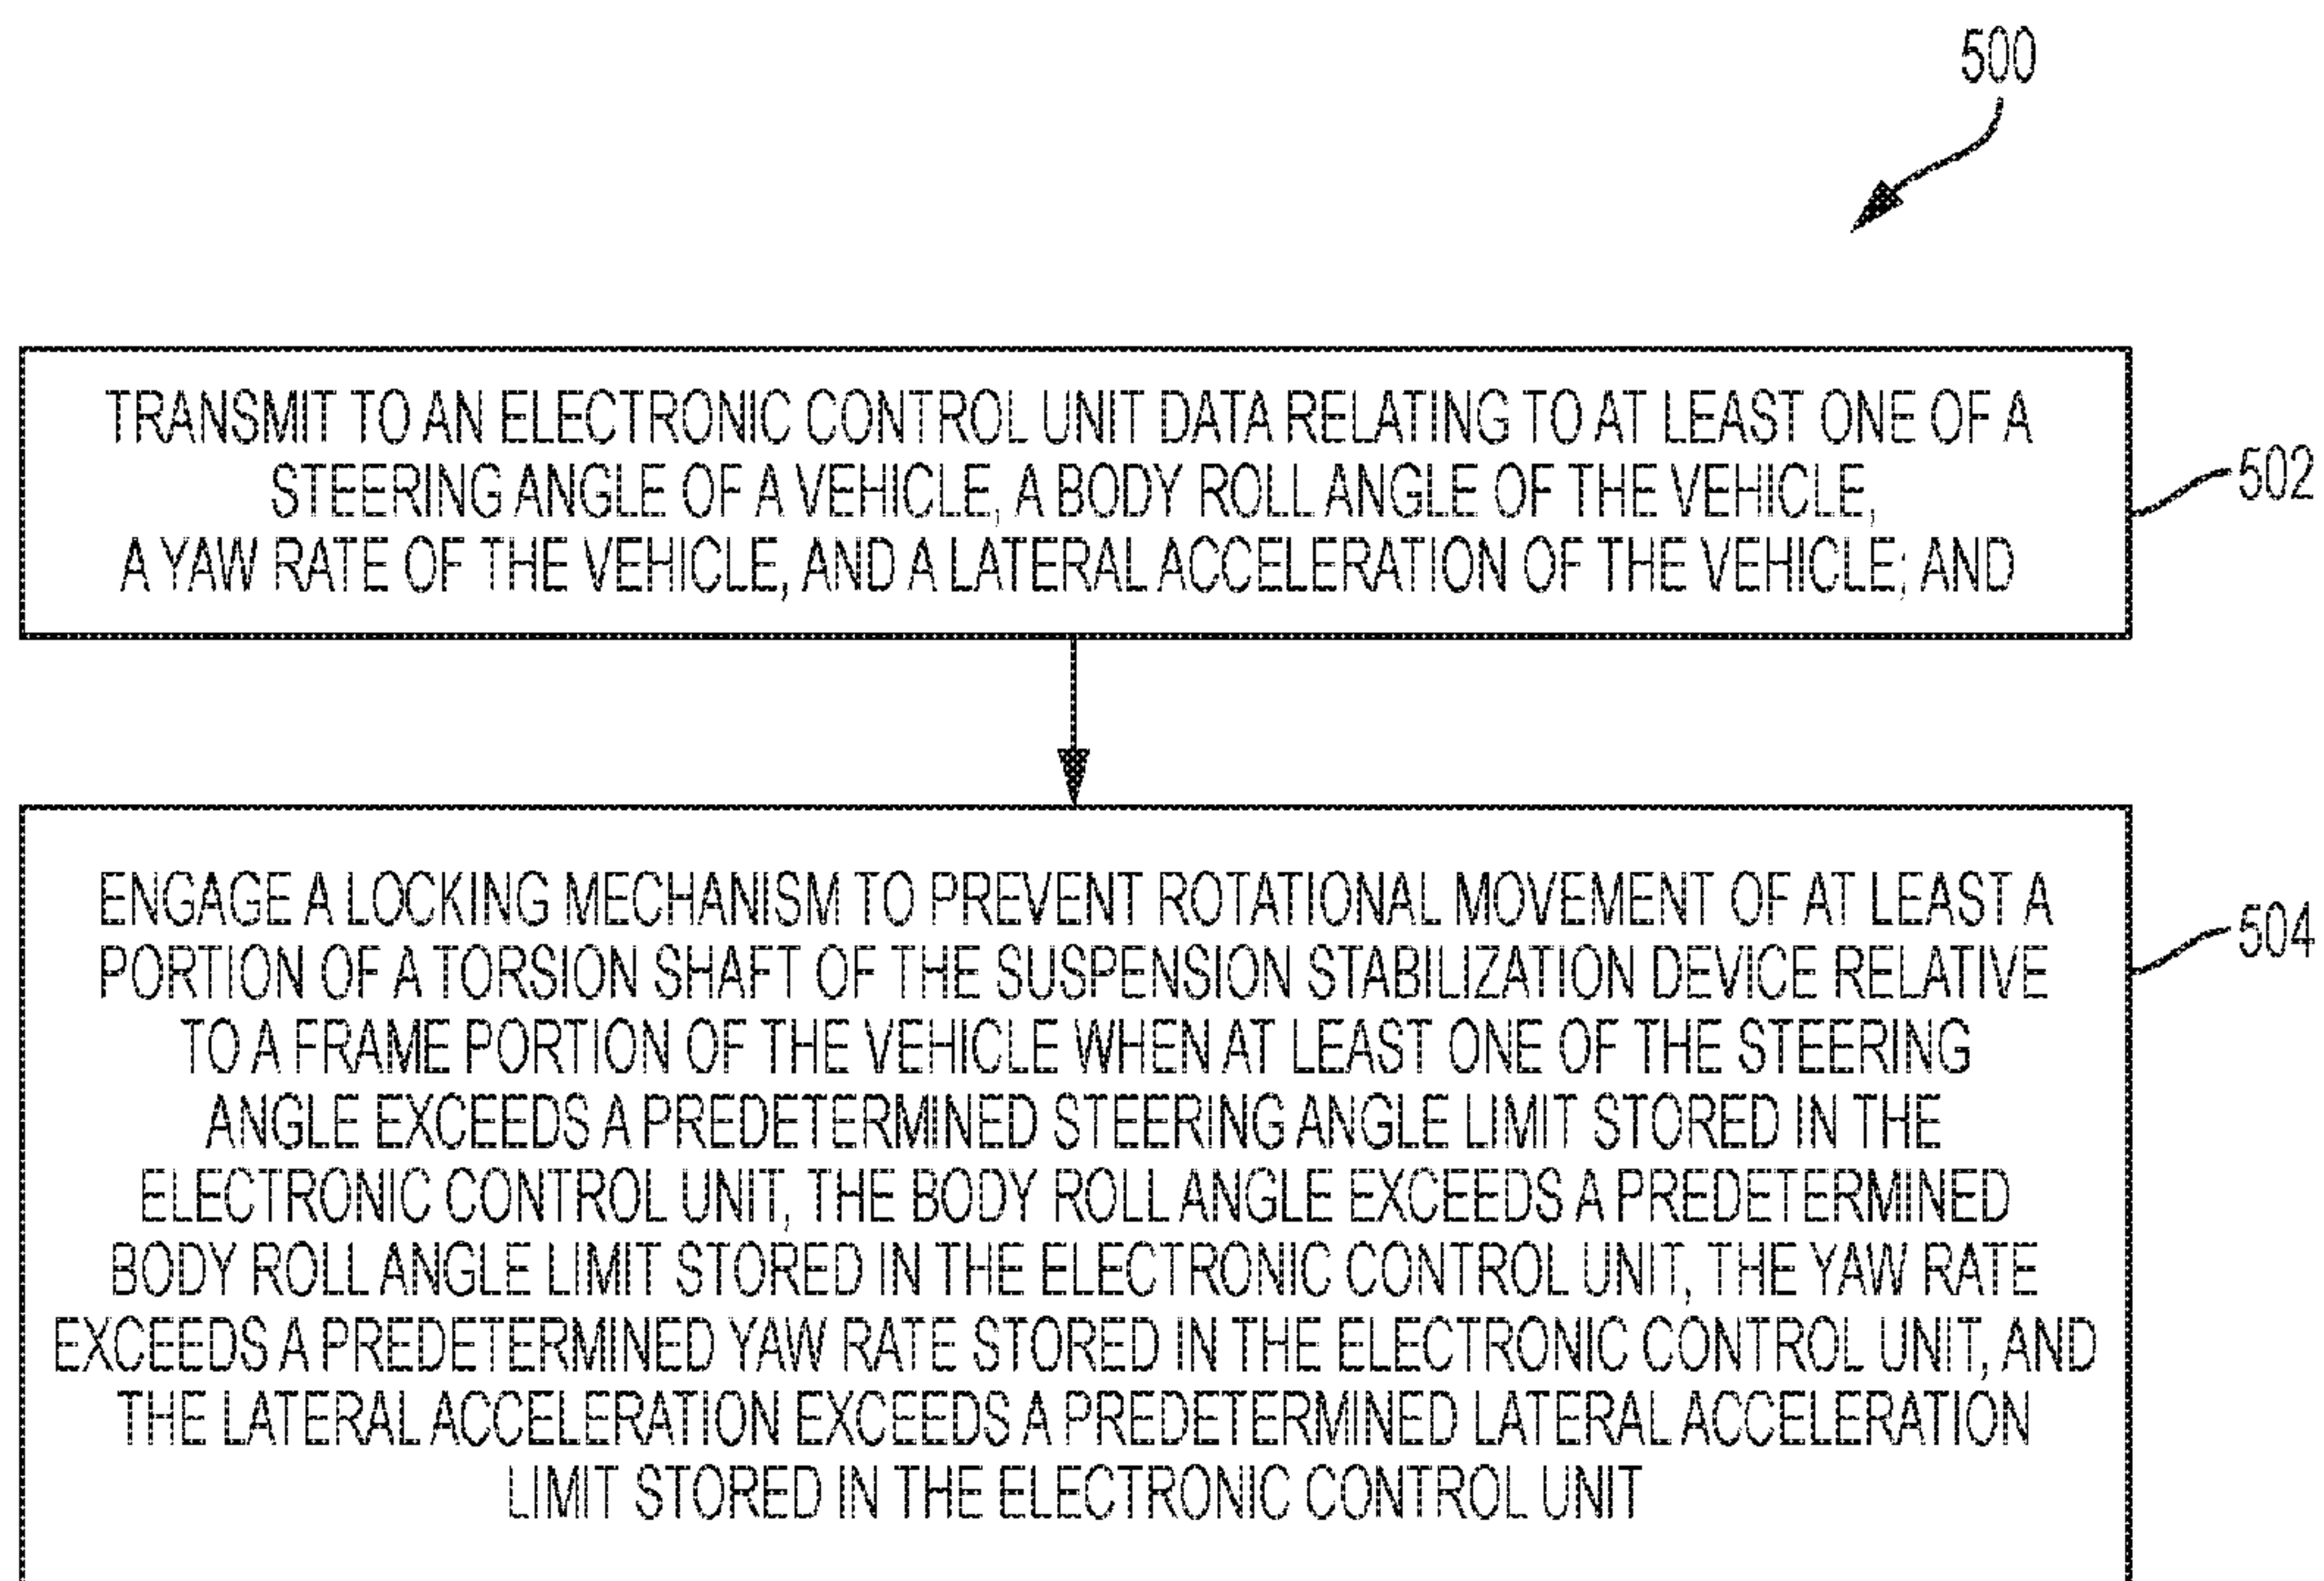 500
TRANSMIT TO AN ELECTRONIC CONTROL UNIT DATA RELATING TO AT LEAST ONE OF A
STEERING ANGLE OF A VEHICLE, A BODY ROLL ANGLE OF THE VEHICLE,
A YAW RATE OF THE VEHICLE, AND A LATERAL ACCELERATION OF THE VEHICLE; AND
502
ENGAGE A LOCKING MECHANISM TO PREVENT ROTATIONAL MOVEMENT OF AT LEAST A
PORTION OF A TORSION SHAFT OF THE SUSPENSION STABILIZATION DEVICE RELATIVE
TO A FRAME PORTION OF THE VEHICLE WHEN AT LEAST ONE OF THE STEERING
ANGLE EXCEEDS A PREDETERMINED STEERING ANGLE LIMIT STORED IN THE
ELECTRONIC CONTROL UNIT, THE BODY ROLL ANGLE EXCEEDS A PREDETERMINED
BODY ROLL ANGLE LIMIT STORED IN THE ELECTRONIC CONTROL UNIT, THE YAW RATE
EXCEEDS A PREDETERMINED YAW RATE STORED IN THE ELECTRONIC CONTROL UNIT, AND
THE LATERAL ACCELERATION EXCEEDS A PREDETERMINED LATERAL ACCELERATION
LIMIT STORED IN THE ELECTRONIC CONTROL UNIT
504